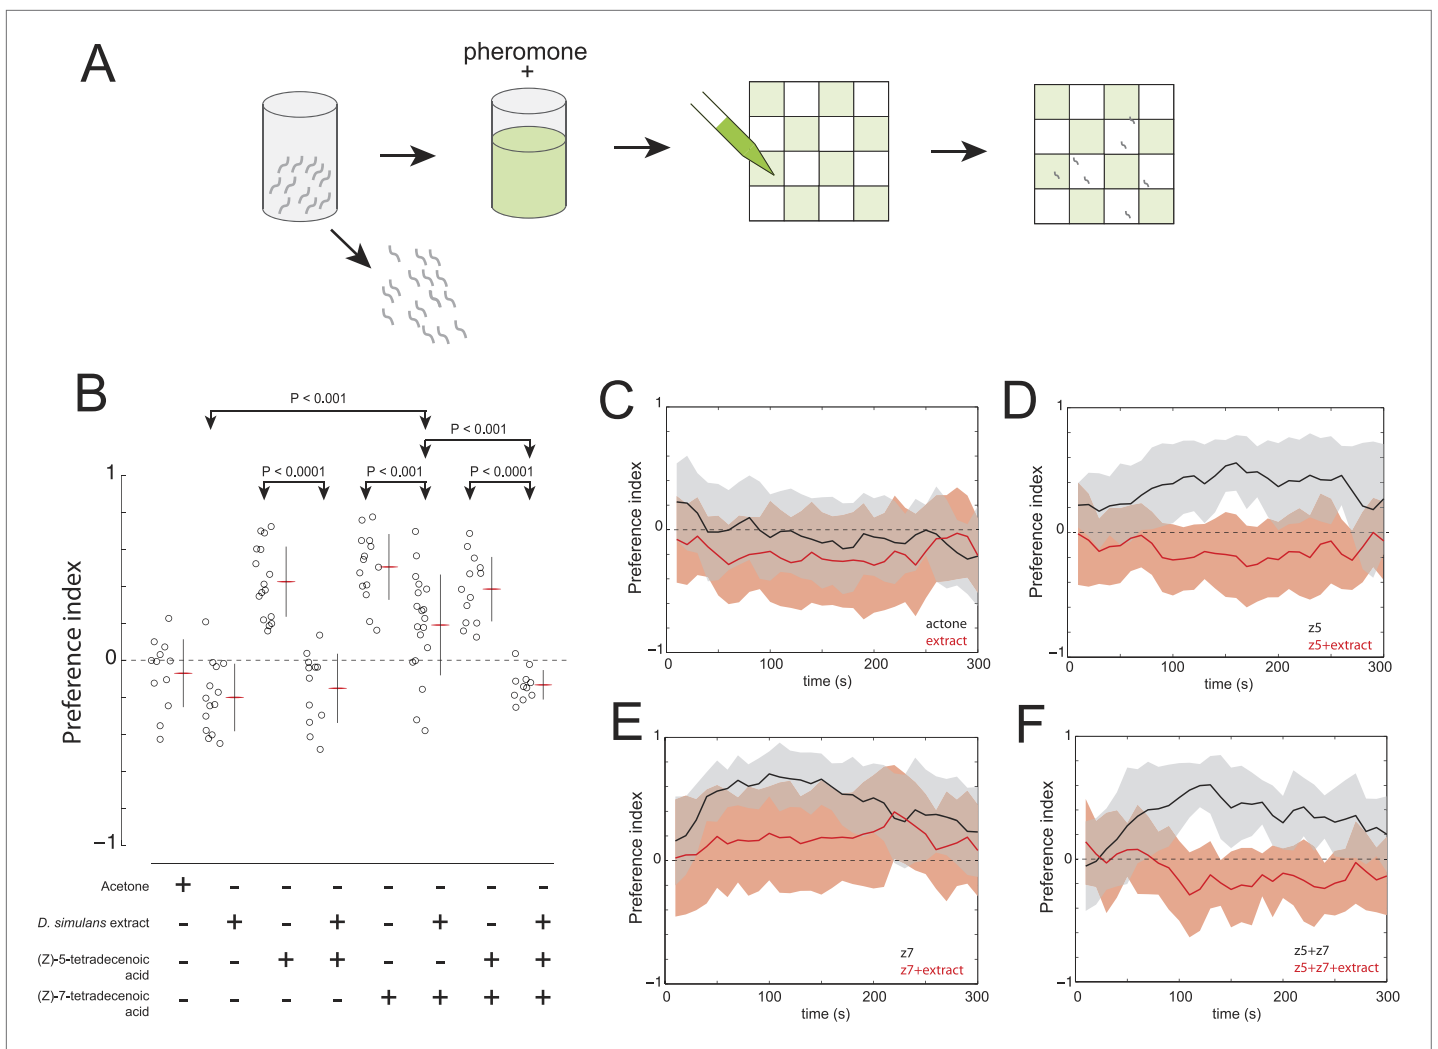 A
pheromone
+
B
P < 0.001
P < 0.001
P < 0.0001
P < 0.001
P < 0.0001
Preference index
1
0
−1
Acetone + - - - - - - -
D. simulans extract - + - + - + - +
(Z)-5-tetradecenoic
acid - - + + - - + +
(Z)-7-tetradecenoic
acid - - - - + + + +
C
Preference index
1
0
−1
actone
extract
0 100 200 300
time (s)
D
Preference index
1
0
−1
z5
z5+extract
0 100 200 300
time (s)
E
Preference index
1
0
−1
z7
z7+extract
0 100 200 300
time (s)
F
Preference index
1
0
−1
z5+z7
z5+z7+extract
0 100 200 300
time (s)